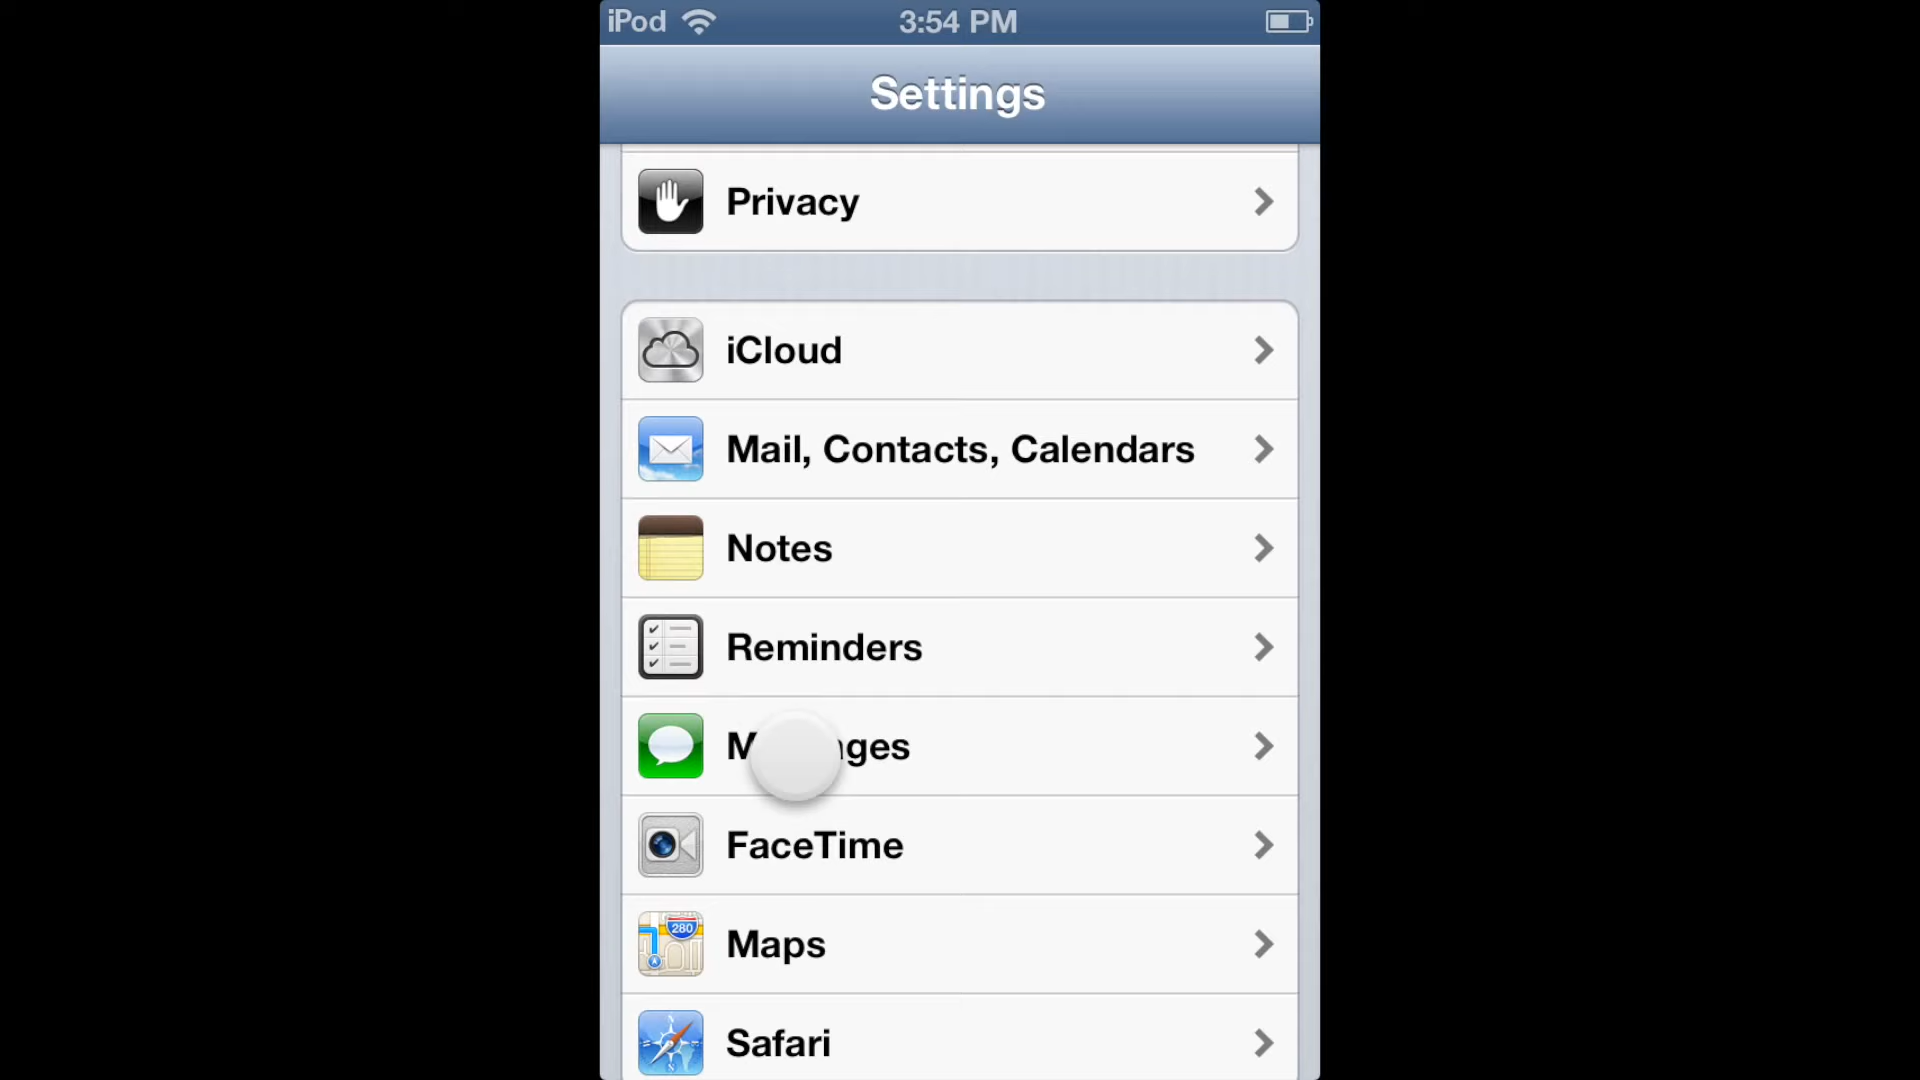 iPod 3:54 PM
Settings
Privacy
iCloud
Mail, Contacts, Calendars
Notes
Reminders
FaceTime
280
Maps
Safari